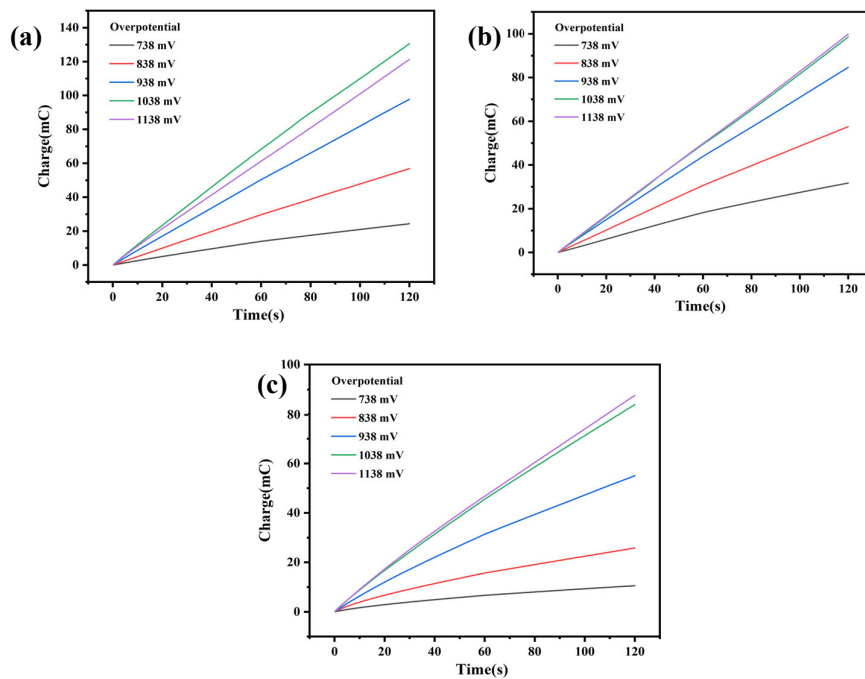 (a)
Overpotential
738 mV
838 mV
938 mV
1038 mV
1138 mV
140
120
100
80
60
40
20
0
Charge(mC)
0 20 40 60 80 100 120
Time(s)
(b)
Overpotential
738 mV
838 mV
938 mV
1038 mV
1138 mV
100
80
60
40
20
0
Charge(mC)
0 20 40 60 80 100 120
Time(s)
(c)
Overpotential
738 mV
838 mV
938 mV
1038 mV
1138 mV
100
80
60
40
20
0
Charge(mC)
0 20 40 60 80 100 120
Time(s)